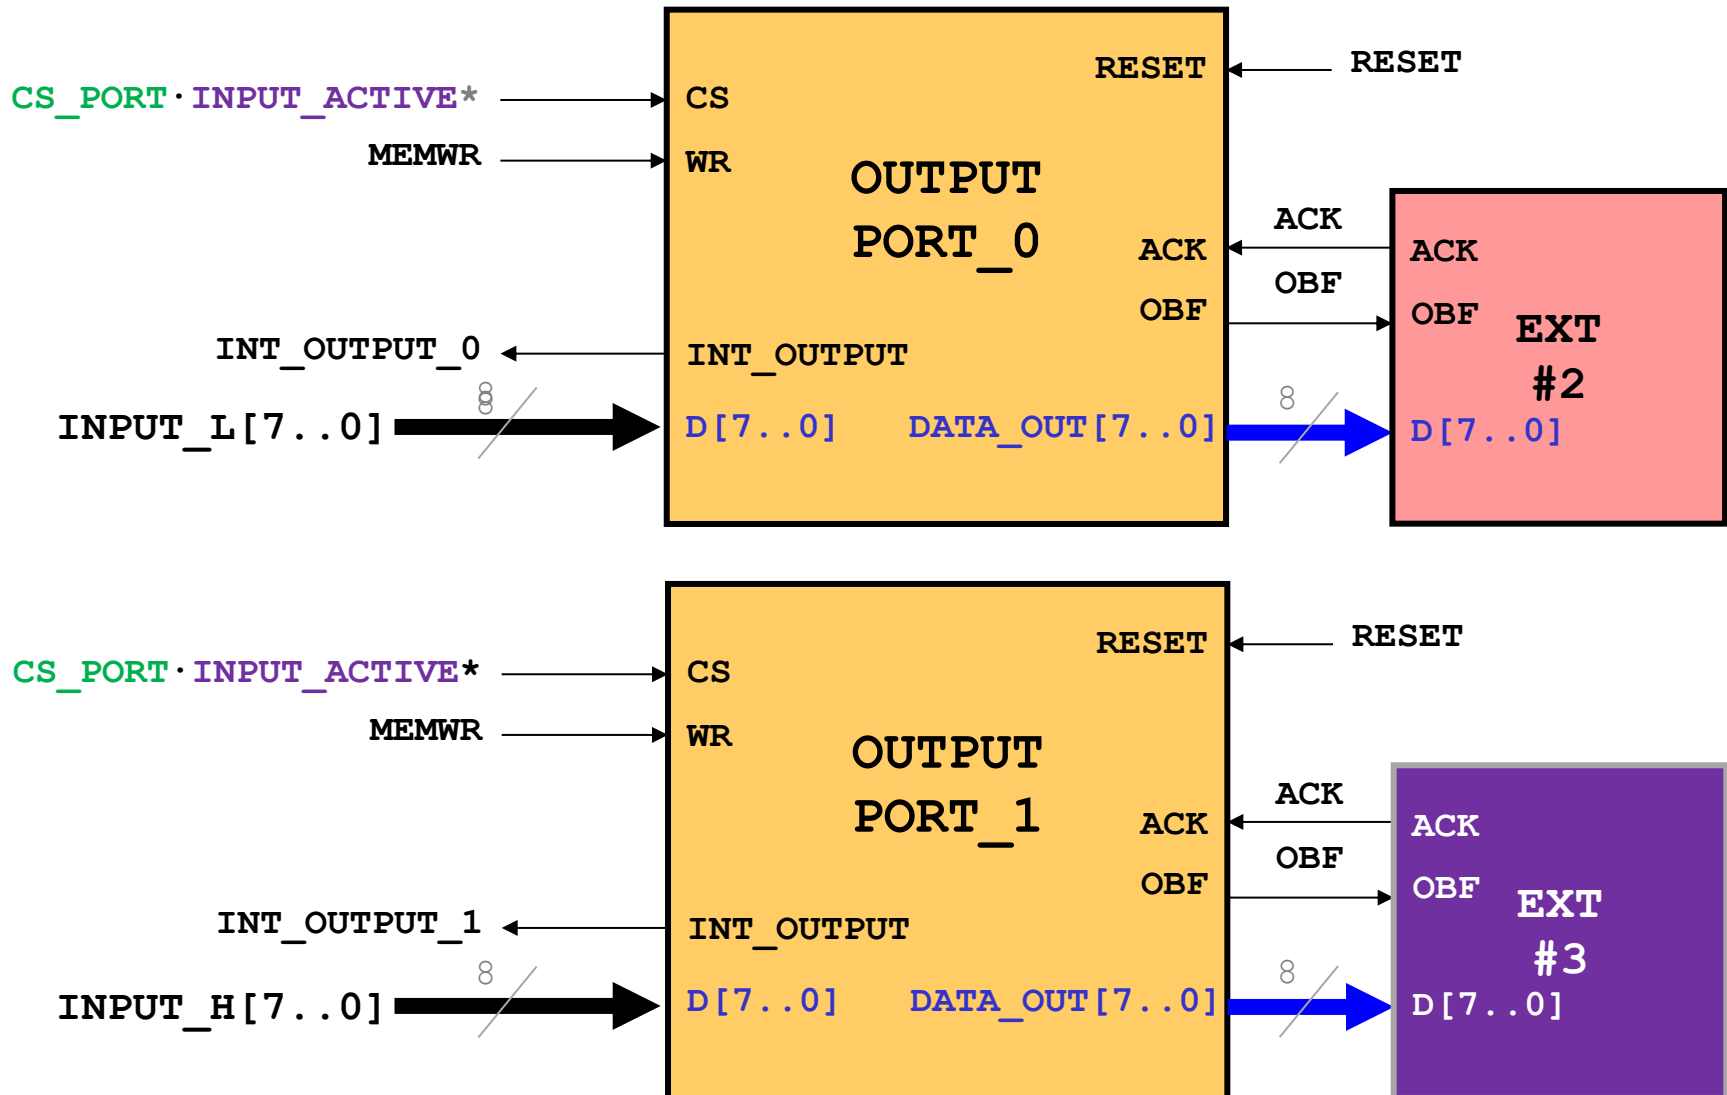 RESET RESET
CS_PORT·INPUT_ACTIVE* CS
MEMWR WR
OUTPUT
PORT_0
ACK
ACK ACK
OBF
OBF OBF
EXT
#2
INT_OUTPUT_0 INT_OUTPUT
8 8
INPUT_L[7..0] D[7..0] DATA_OUT[7..0] D[7..0]
RESET RESET
CS_PORT·INPUT_ACTIVE* CS
MEMWR WR
OUTPUT
PORT_1
ACK
ACK ACK
OBF
OBF OBF
EXT
#3
INT_OUTPUT_1 INT_OUTPUT
8 8
INPUT_H[7..0] D[7..0] DATA_OUT[7..0] D[7..0]